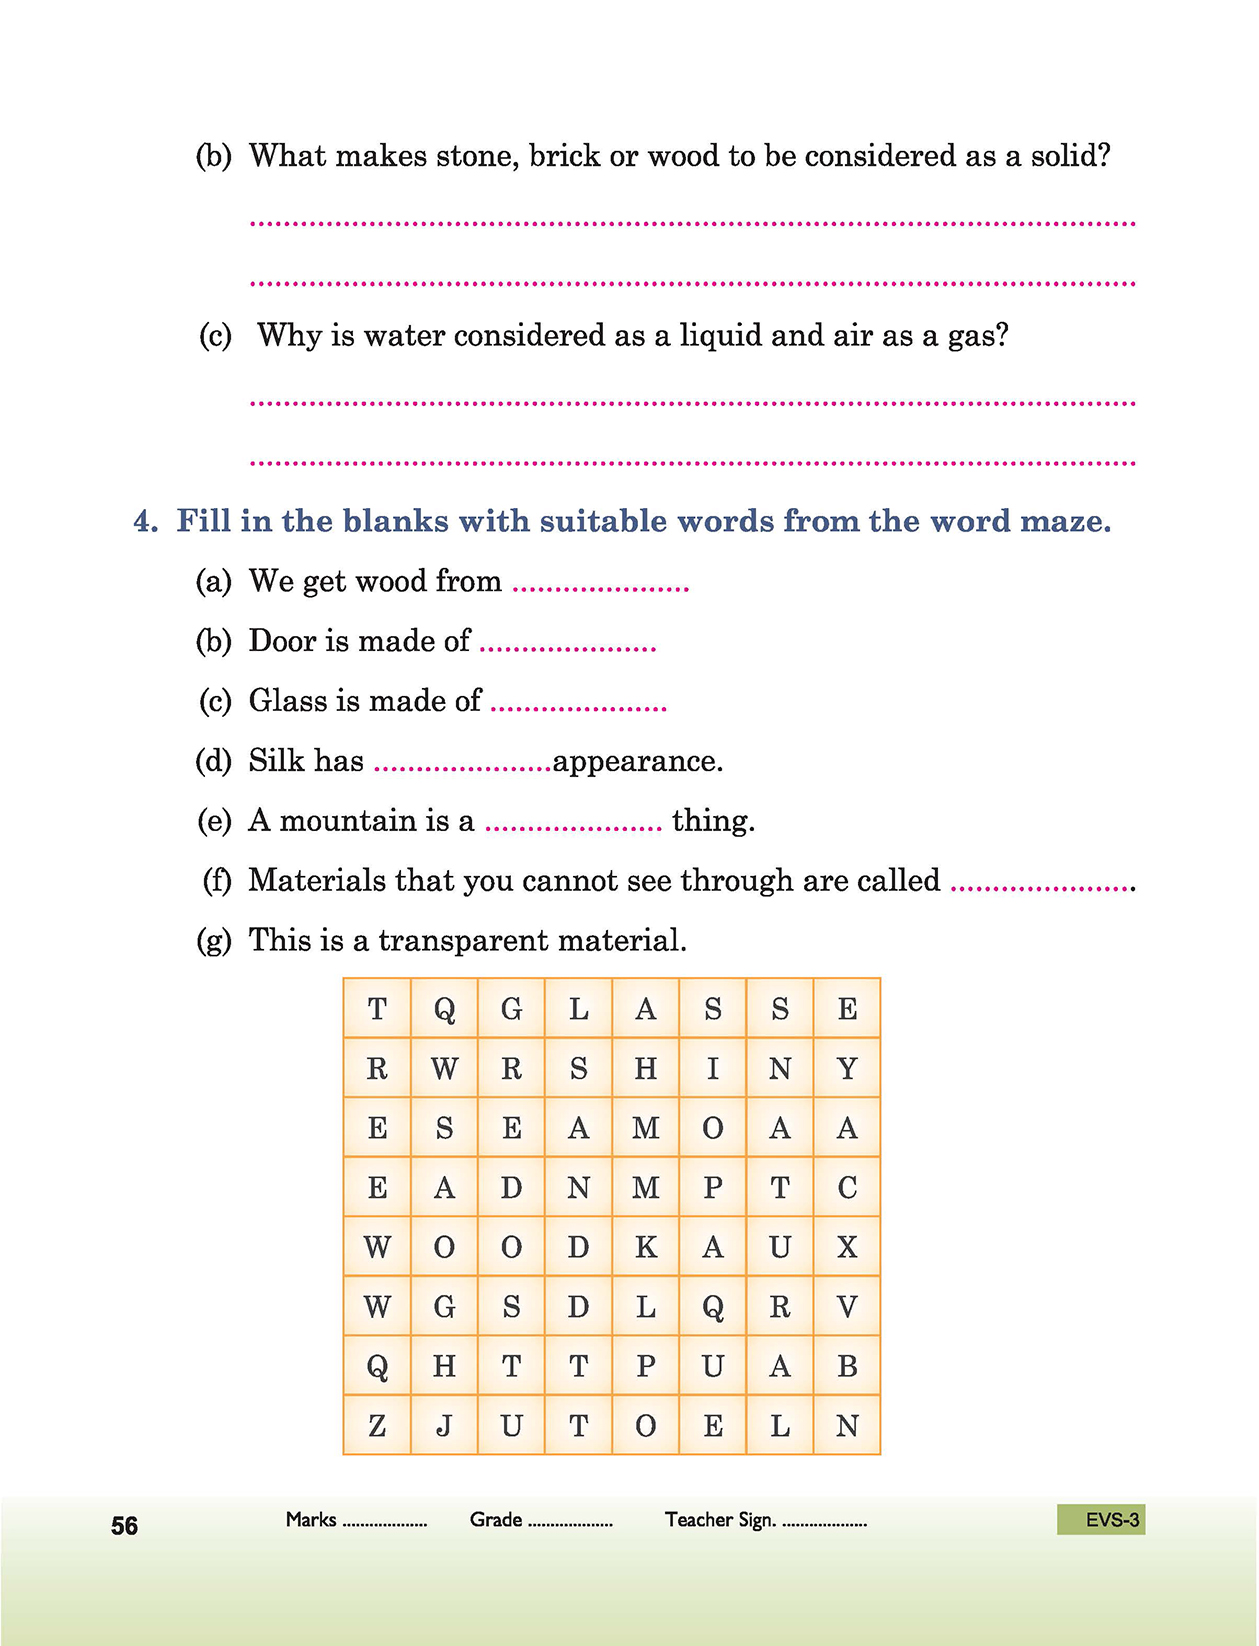 (b) What makes stone, brick or wood to be considered as a solid?
(c) Why is water considered as a liquid and air as a gas?
4. Fill in the blanks with suitable words from the word maze.
(a) We get wood from .....................
(b) Door is made of .....................
(c) Glass is made of .....................
(d) Silk has .....................appearance.
(e) A mountain is a ..................... thing.
(f) Materials that you cannot see through are called ......................
(g) This is a transparent material.
T Q G L A S S E
R W R S H I N Y
E S E A M O A A
E A D N M P T C
W O O D K A U X
W G S D L Q R V
Q H T T P U A B
Z J U T O E L N
56 Marks ................... Grade ................... Teacher Sign. ................... EVS-3